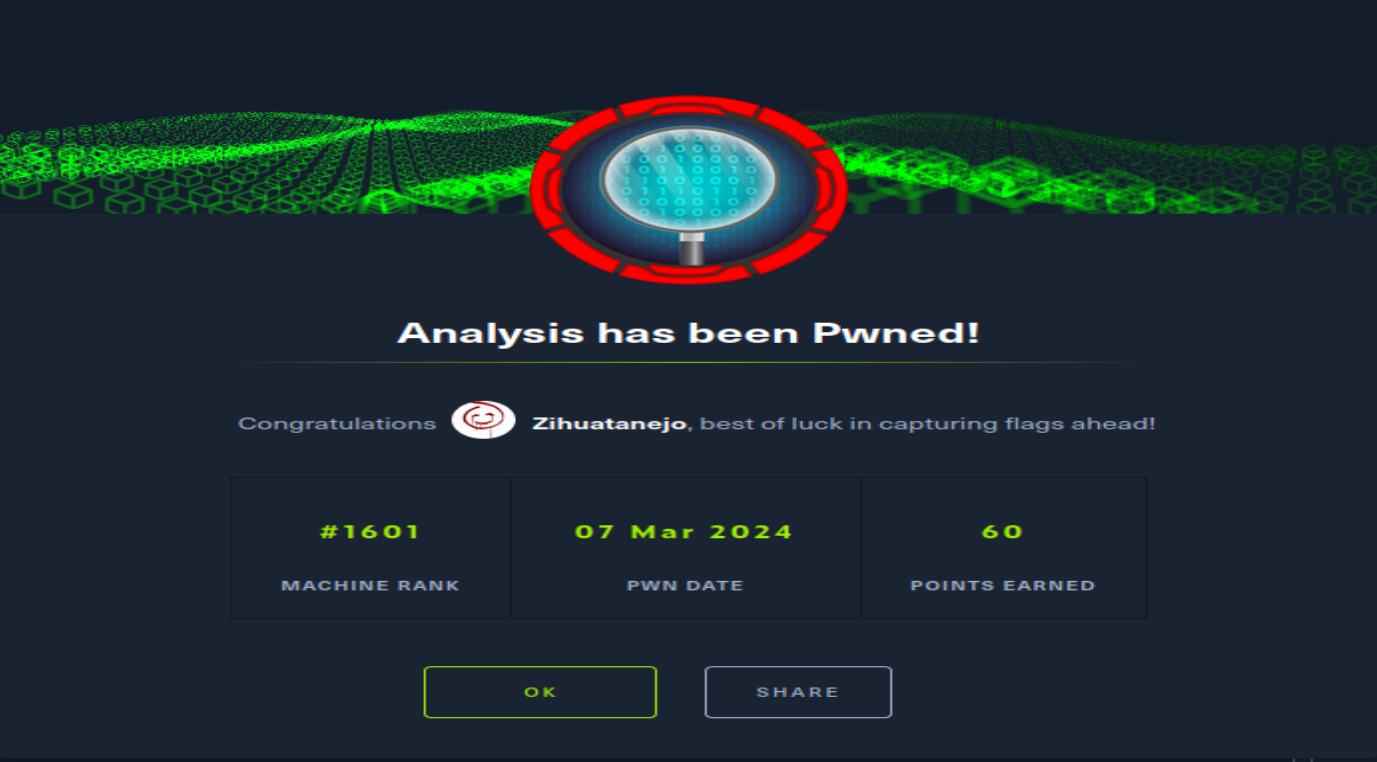 Analysis has been Pwned!
Congratulations Zihuatanejo, best of luck in capturing flags ahead!
#1601 07 Mar 2024 60
MACHINE RANK PWN DATE POINTS EARNED
OK SHARE